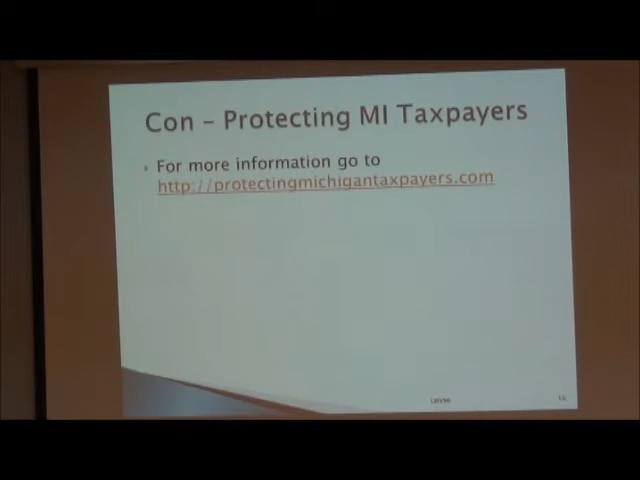 Con – Protecting MI Taxpayers
For more information go to
http://protectingmichigantaxpayers.com